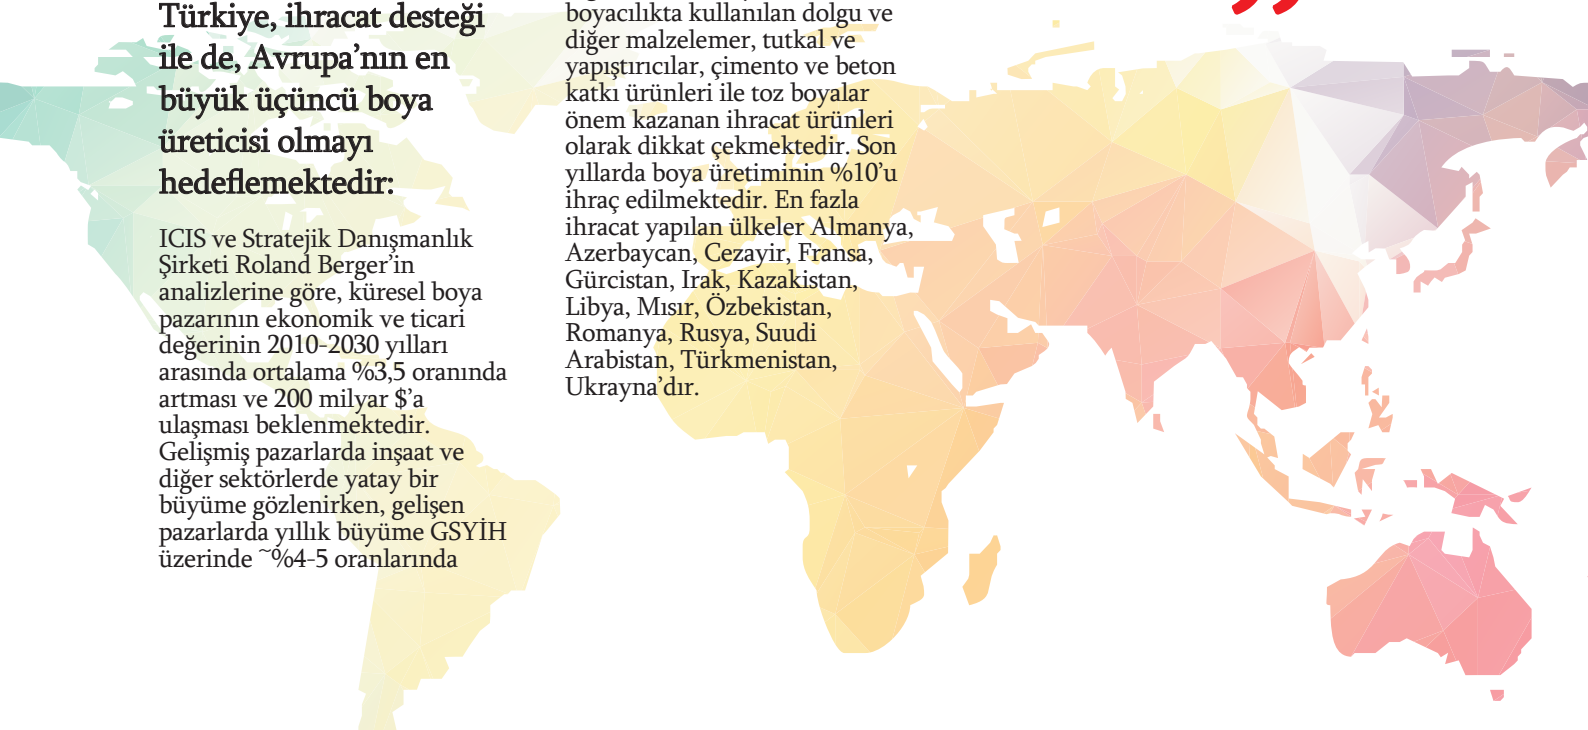 Türkiye, ihracat desteği
ile de, Avrupa’nın en
büyük üçüncü boya
üreticisi olmayı
hedeflemektedir:
ICIS ve Stratejik Danışmanlık
Şirketi Roland Berger’in
analizlerine göre, küresel boya
pazarının ekonomik ve ticari
değerinin 2010-2030 yılları
arasında ortalama %3,5 oranında
artması ve 200 milyar $’a
ulaşması beklenmektedir.
Gelişmiş pazarlarda inşaat ve
diğer sektörlerde yatay bir
büyüme gözlenirken, gelişen
pazarlarda yıllık büyüme GSYİH
üzerinde ~%4-5 oranlarında
boyacılıkta kullanılan dolgu ve
diğer malzelemer, tutkal ve
yapıştırıcılar, çimento ve beton
katkı ürünleri ile toz boyalar
önem kazanan ihracat ürünleri
olarak dikkat çekmektedir. Son
yıllarda boya üretiminin %10’u
ihraç edilmektedir. En fazla
ihracat yapılan ülkeler Almanya,
Azerbaycan, Cezayir, Fransa,
Gürcistan, Irak, Kazakistan,
Libya, Mısır, Özbekistan,
Romanya, Rusya, Suudi
Arabistan, Türkmenistan,
Ukrayna’dır.